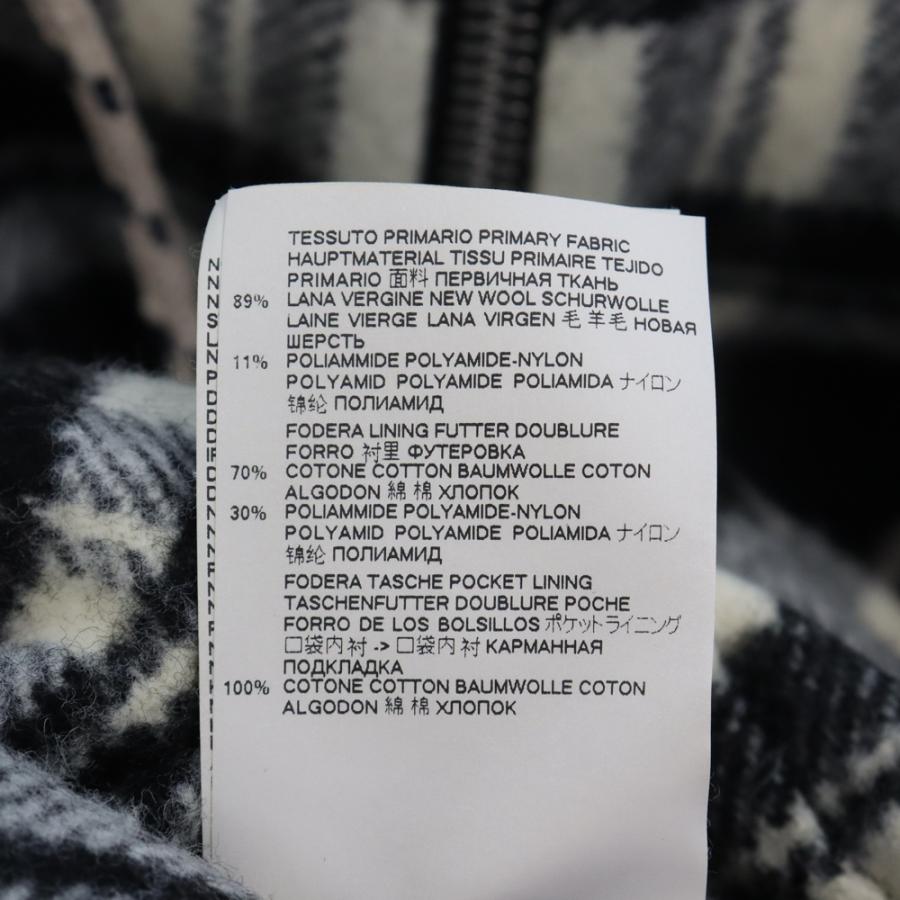 TESSUTO PRIMARIO PRIMARY FABRIC
HAUPTMATERIAL TISSU PRIMAIRE TEJIDO
PRIMARIO 面料 ПЕРВИЧНАЯ ТКАНЬ
89% LANA VERGINE NEW WOOL SCHURWOLLE
LAINE VIERGE LANA VIRGEN 毛 羊毛 НОВАЯ
ШЕРСТЬ
11% POLIAMMIDE POLYAMIDE-NYLON
POLYAMID POLYAMIDE POLIAMIDA ナイロン
锦纶 ПОЛИАМИД
FODERA LINING FUTTER DOUBLURE
FORRO 衬里 ФУТЕРОВКА
70% COTONE COTTON BAUMWOLLE COTON
ALGODON 綿 棉 ХЛОПОК
30% POLIAMMIDE POLYAMIDE-NYLON
POLYAMID POLYAMIDE POLIAMIDA ナイロン
锦纶 ПОЛИАМИД
FODERA TASCHE POCKET LINING
TASCHENFUTTER DOUBLURE POCHE
FORRO DE LOS BOLSILLOS ポケットライニング
口袋内衬 -> 口袋内衬 КАРМАННАЯ
ПОДКЛАДКА
100% COTONE COTTON BAUMWOLLE COTON
ALGODON 綿 棉 ХЛОПОК